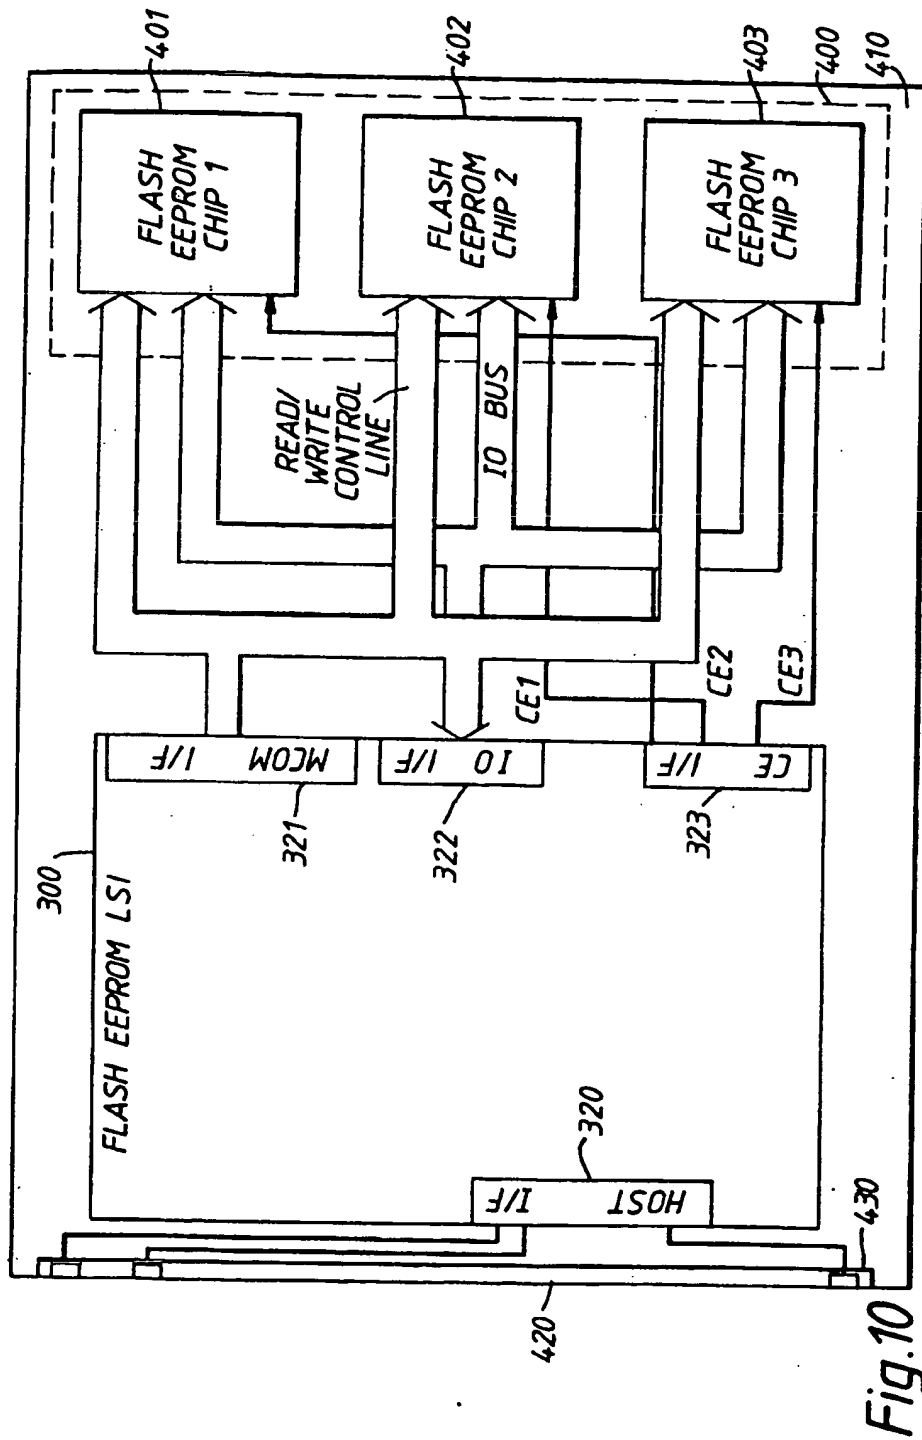 401
402
403
400
410
FLASH
EEPROM
CHIP 1
FLASH
EEPROM
CHIP 2
FLASH
EEPROM
CHIP 3
READ/
WRITE
CONTROL
LINE
IO BUS
CE1
CE2
CE3
MCOM I/F
IO I/F
CE I/F
321
322
323
300
FLASH EEPROM LSI
320
HOST I/F
430
420
Fig.10